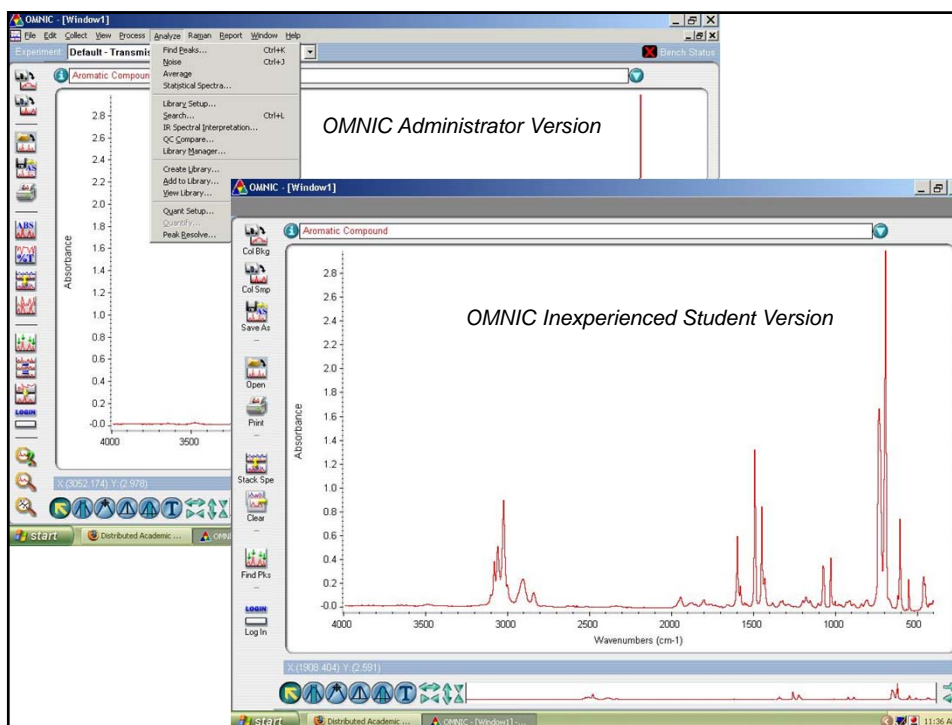 OMNIC - [Window1]
File Edit Collect View Process Analyze Raman Report Window Help
Experiment: Default - Transmis
Bench Status
Aromatic Compoun
Find Peaks... Ctrl+K
Noise Ctrl+J
Average
Statistical Spectra...
Library Setup...
Search... Ctrl+L
IR Spectral Interpretation...
QC Compare...
Library Manager...
Create Library...
Add to Library...
View Library...
Quant Setup...
Quantify...
Peak Resolve...
OMNIC Administrator Version
ABS
%T
LOGIN
Absorbance
2.8
2.6
2.4
2.2
2.0
1.8
1.6
1.4
1.2
1.0
0.8
0.6
0.4
0.2
-0.0
4000 3500
X:(3052.174) Y:(2.978)
T
start Distributed Academic ... OMNI
OMNIC - [Window1]
Aromatic Compound
OMNIC Inexperienced Student Version
Col Bkg
Col Smp
Save As
Open
Print
Stack Spe
Clear
Find Pks
LOGIN
Log In
Absorbance
2.8
2.6
2.4
2.2
2.0
1.8
1.6
1.4
1.2
1.0
0.8
0.6
0.4
0.2
-0.0
4000 3500 3000 2500 2000 1500 1000 500
Wavenumbers (cm-1)
X:(1908.404) Y:(2.591)
T
start Distributed Academic ... OMNIC - [Window1]-... 11:36